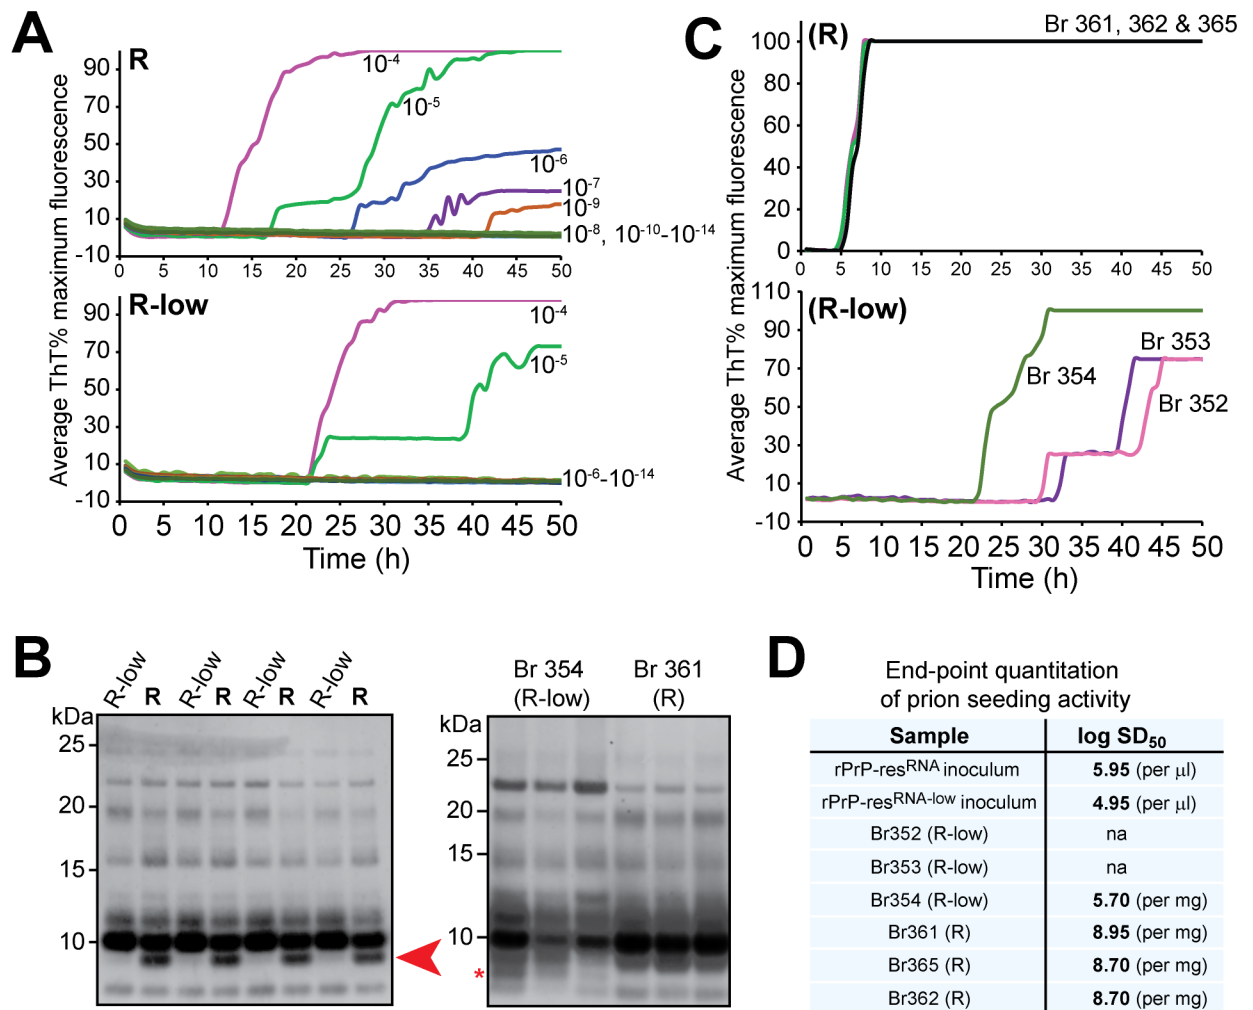 A
R
Average ThT% maximum fluorescence
90
70
50
30
10
-10
0 5 10 15 20 25 30 35 40 45 50
10⁻⁴
10⁻⁵
10⁻⁶
10⁻⁷
10⁻⁹
10⁻⁸, 10⁻¹⁰-10⁻¹⁴
R-low
90
70
50
30
10
-10
0 5 10 15 20 25 30 35 40 45 50
Time (h)
10⁻⁴
10⁻⁵
10⁻⁶-10⁻¹⁴
C
(R)
Br 361, 362 & 365
Average ThT% maximum fluorescence
100
80
60
40
20
0
0 5 10 15 20 25 30 35 40 45 50
(R-low)
110
90
70
50
30
10
-10
0 5 10 15 20 25 30 35 40 45 50
Time (h)
Br 354
Br 353
Br 352
B
R-low R R-low R R-low R R-low R
kDa
25
20
15
10
Br 354 Br 361
(R-low) (R)
kDa
25
20
15
10
*
D
End-point quantitation
of prion seeding activity
Sample log SD₅₀
rPrP-resᴿᴺᴬ inoculum 5.95 (per µl)
rPrP-resᴿᴺᴬ⁻ˡᵒʷ inoculum 4.95 (per µl)
Br352 (R-low) na
Br353 (R-low) na
Br354 (R-low) 5.70 (per mg)
Br361 (R) 8.95 (per mg)
Br365 (R) 8.70 (per mg)
Br362 (R) 8.70 (per mg)